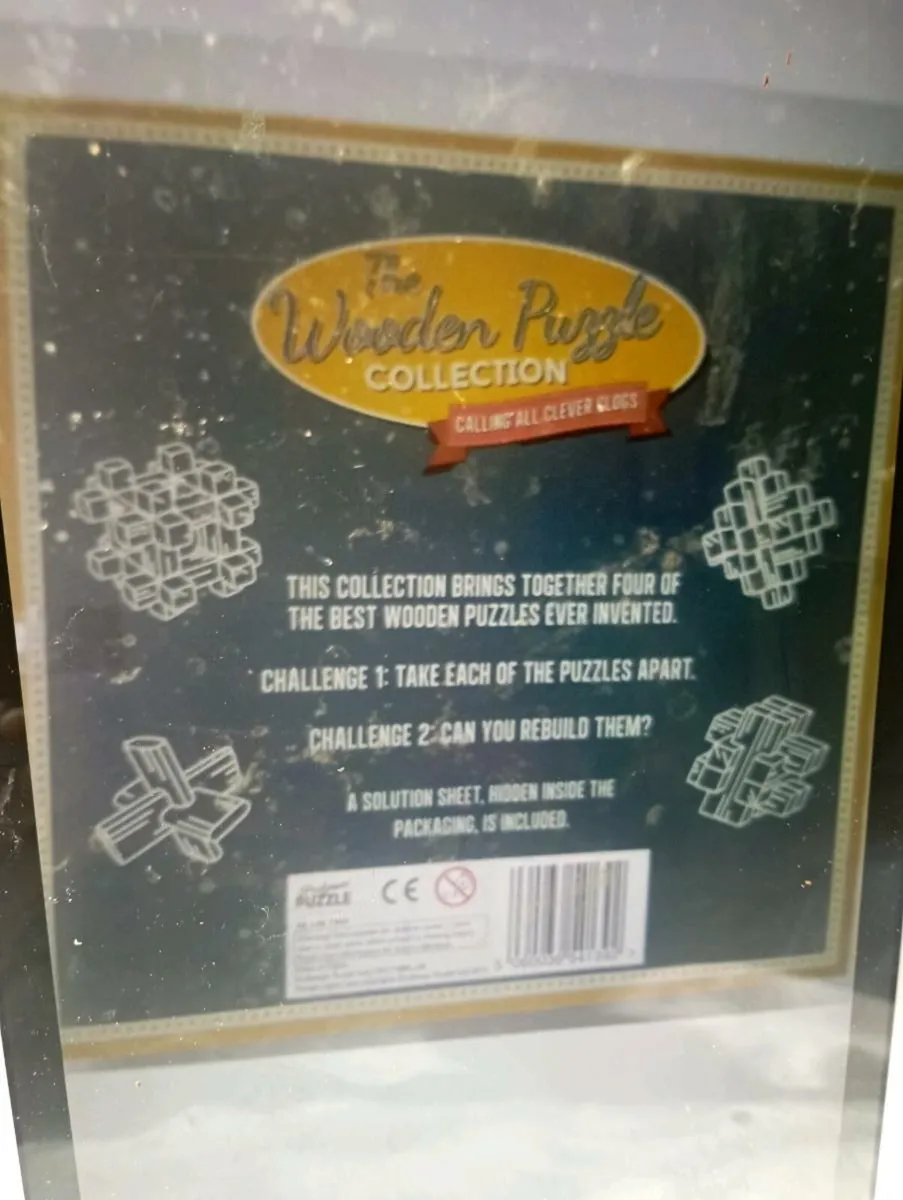 The
Wooden Puzzle
COLLECTION
CALLING ALL CLEVER CLOGS
THIS COLLECTION BRINGS TOGETHER FOUR OF
THE BEST WOODEN PUZZLES EVER INVENTED.
CHALLENGE 1: TAKE EACH OF THE PUZZLES APART.
CHALLENGE 2: CAN YOU REBUILD THEM?
A SOLUTION SHEET, HIDDEN INSIDE THE
PACKAGING, IS INCLUDED.
PUZZLE
CE